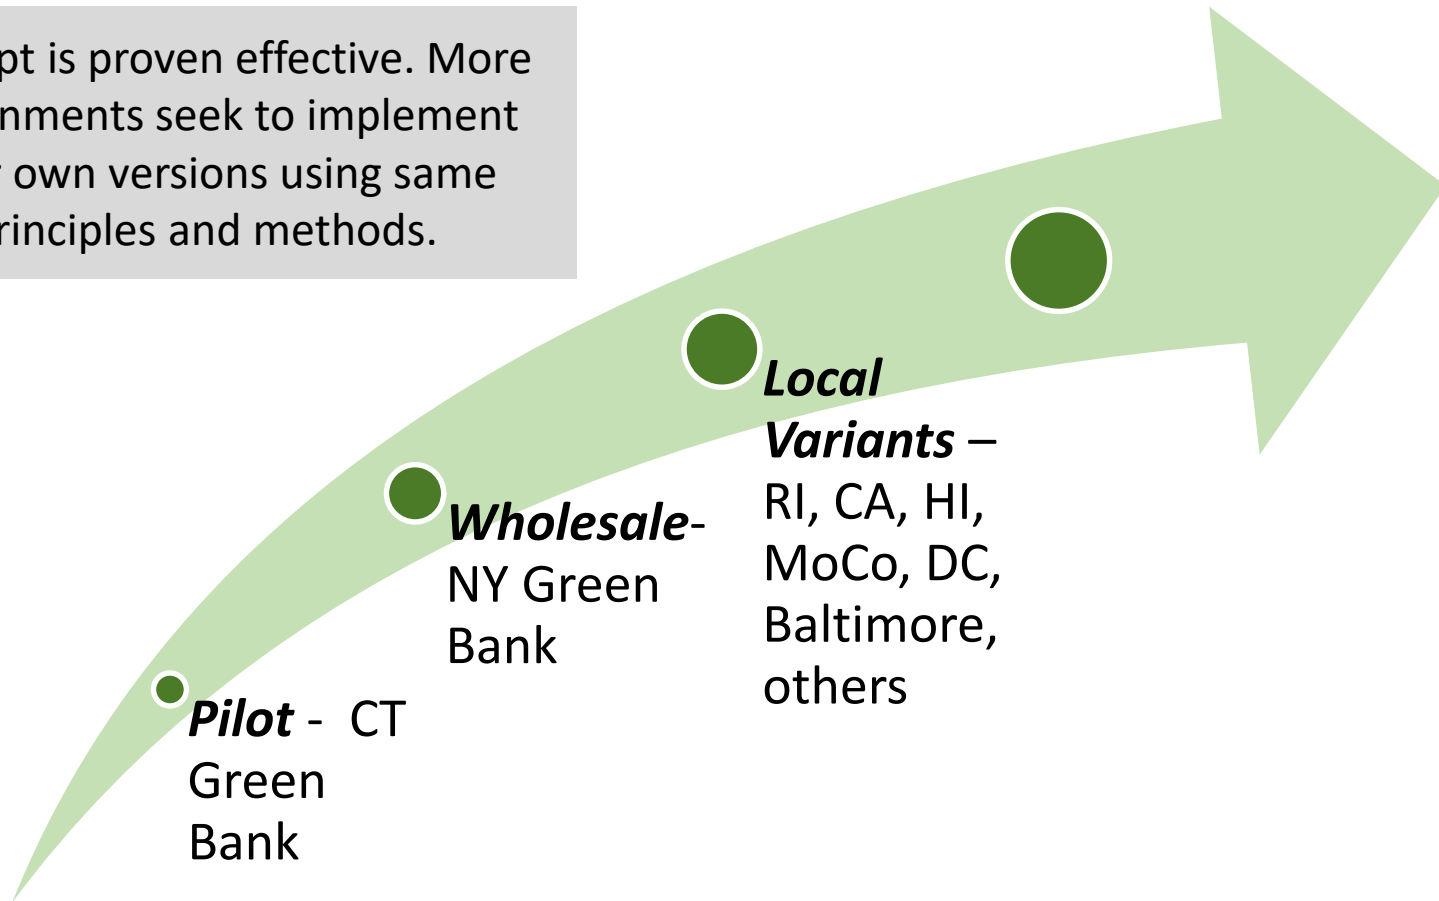 pt is proven effective. More
nments seek to implement
own versions using same
rinciples and methods.
Local
Variants –
RI, CA, HI,
MoCo, DC,
Baltimore,
others
Wholesale-
NY Green
Bank
Pilot - CT
Green
Bank